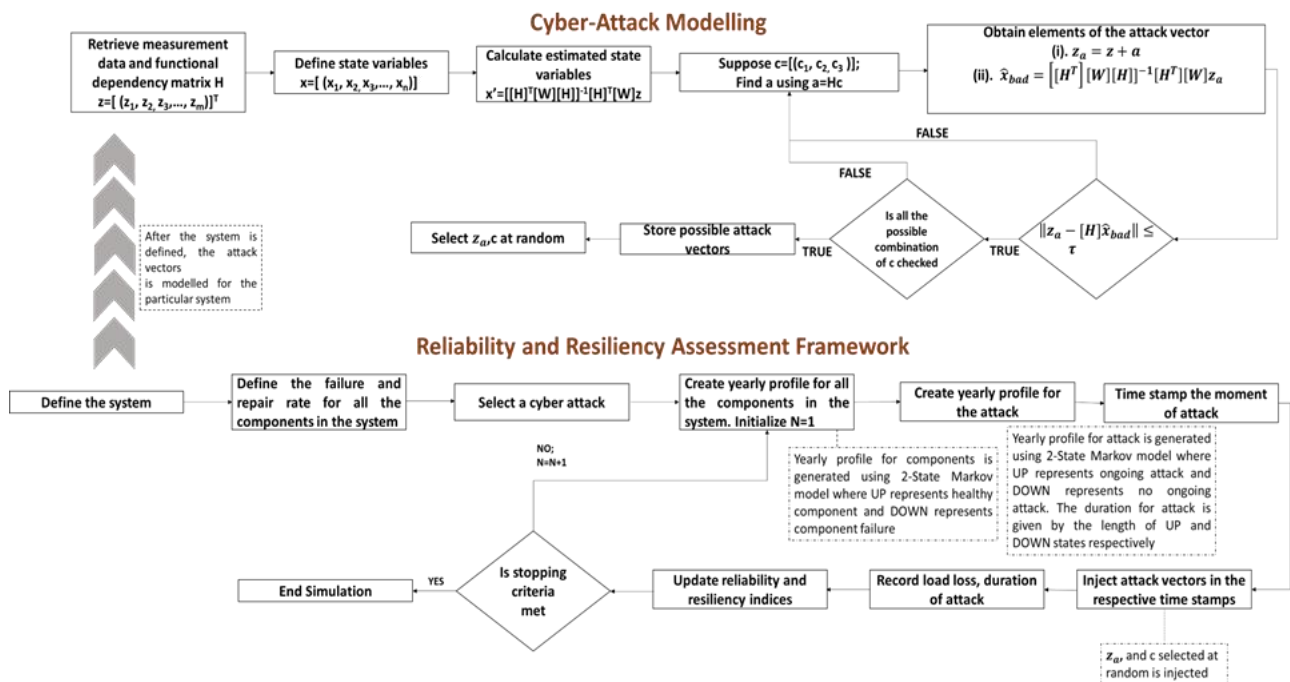 Cyber-Attack Modelling
Retrieve measurement
data and functional
dependency matrix H
z=[ (z₁, z₂, z₃,..., zₘ)]ᵀ
Define state variables
x=[ (x₁, x₂, x₃,..., xₙ)]
Calculate estimated state
variables
x'=[[H]ᵀ[W][H]]⁻¹[H]ᵀ[W]z
Suppose c=[(c₁, c₂, c₃ )];
Find a using a=Hc
Obtain elements of the attack vector
(i). zₐ = z + a
(ii). x̂_bad = [[Hᵀ][W][H]]⁻¹[Hᵀ][W]zₐ
FALSE
FALSE
‖zₐ − [H]x̂_bad‖ ≤
τ
TRUE
Is all the
possible
combination
of c checked
TRUE
Store possible attack
vectors
Select zₐ,c at random
After the system is
defined, the attack
vectors
is modelled for the
particular system
Reliability and Resiliency Assessment Framework
Define the system
Define the failure and
repair rate for all the
components in the system
Select a cyber attack
Create yearly profile for all
the components in the
system. Initialize N=1
Create yearly profile for
the attack
Time stamp the moment of
attack
Yearly profile for components is
generated using 2-State Markov
model where UP represents healthy
component and DOWN represents
component failure
Yearly profile for attack is generated
using 2-State Markov model where
UP represents ongoing attack and
DOWN represents no ongoing
attack. The duration for attack is
given by the length of UP and
DOWN states respectively
NO;
N=N+1
Inject attack vectors in the
respective time stamps
zₐ, and c selected at
random is injected
Record load loss, duration
of attack
Update reliability and
resiliency indices
Is stopping
criteria
met
YES
End Simulation